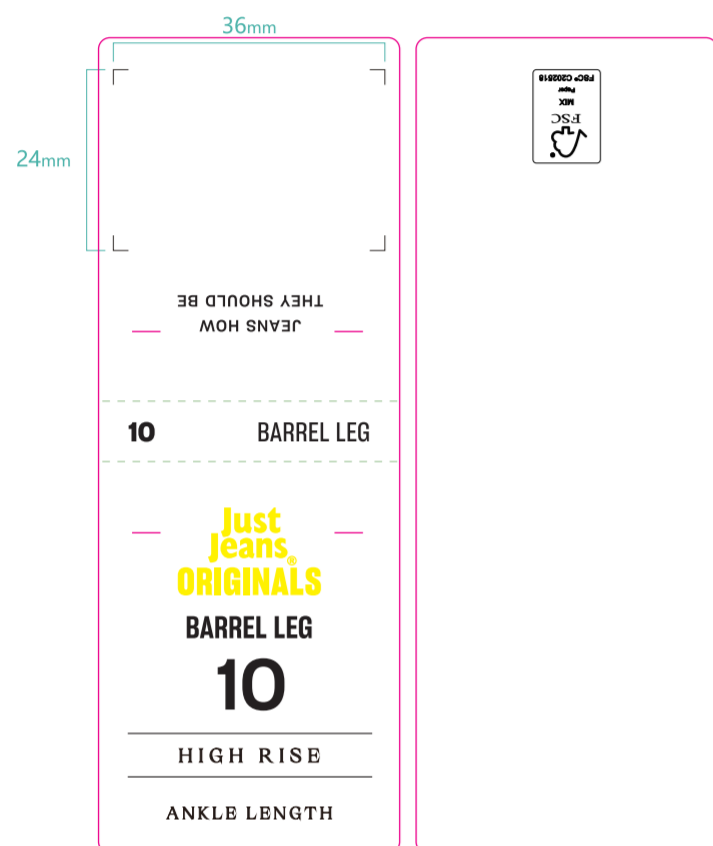 36mm
24mm
JEANS HOW
THEY SHOULD BE
10 BARREL LEG
Just
Jeans®
ORIGINALS
BARREL LEG
10
HIGH RISE
ANKLE LENGTH
FSC
MIX
Paper
FSC® C202518